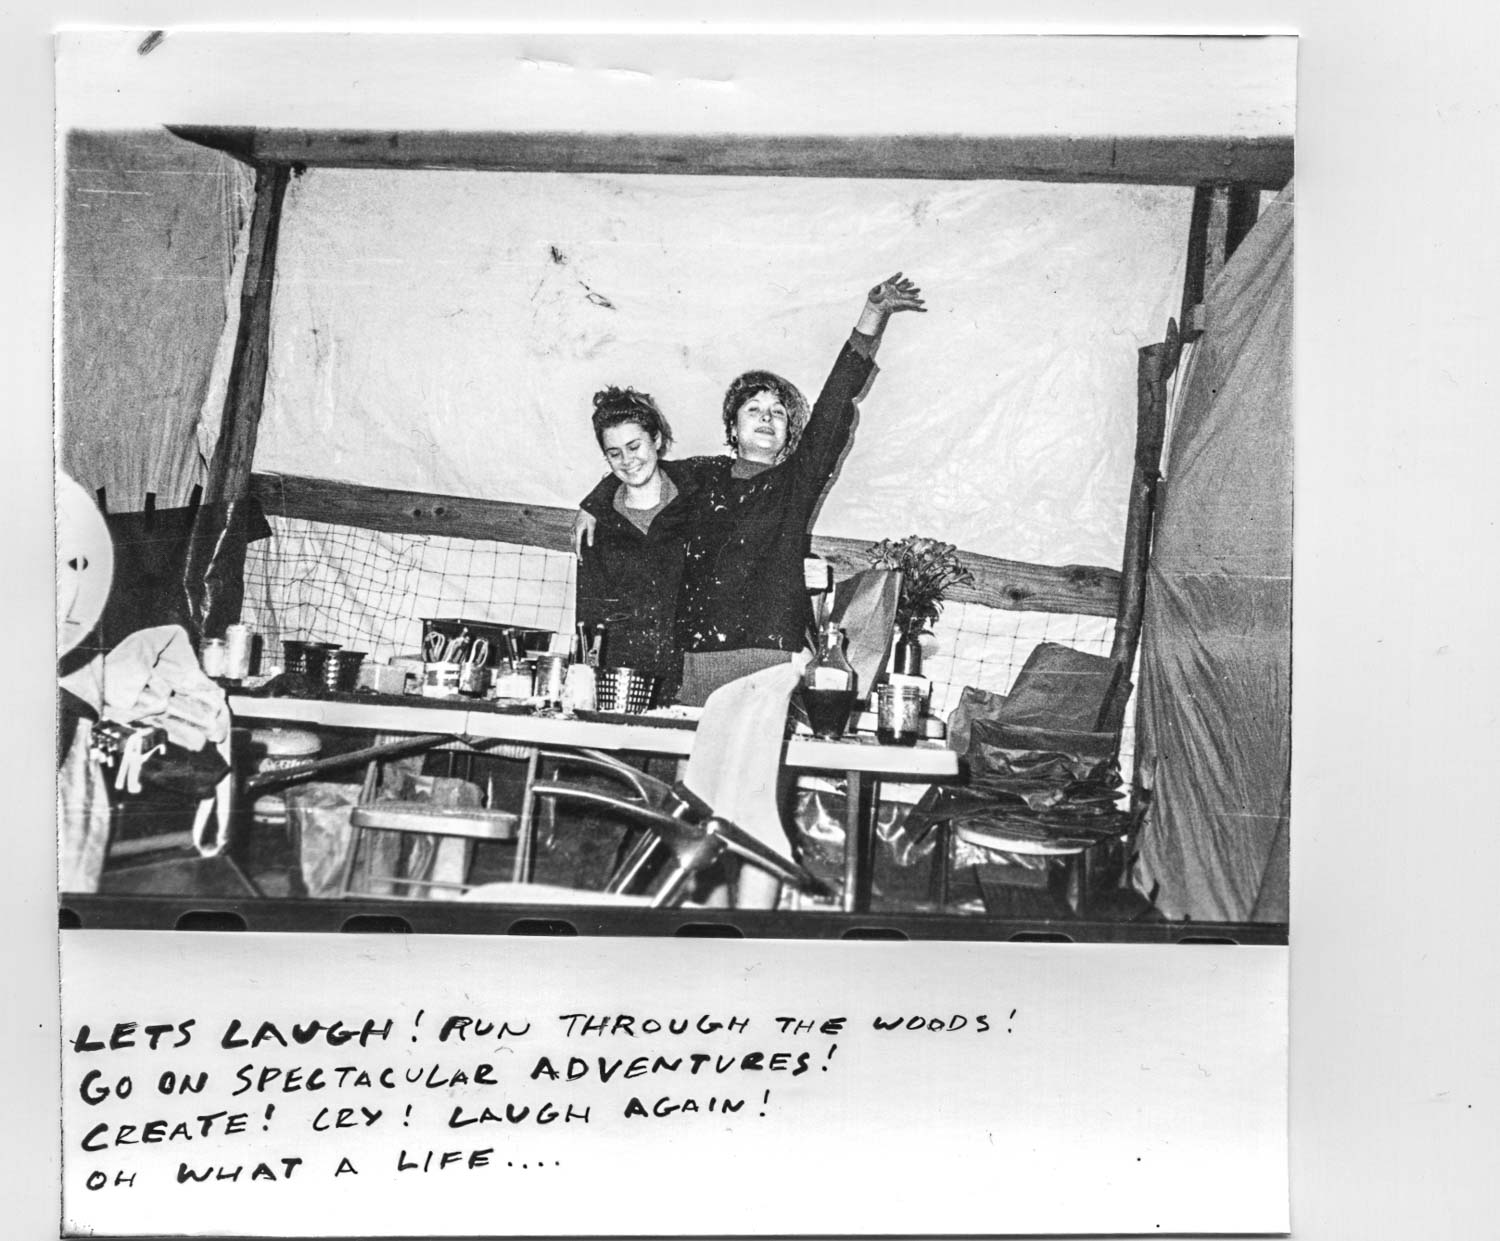 LETS LAUGH! RUN THROUGH THE WOODS!
GO ON SPECTACULAR ADVENTURES!
CREATE! CRY! LAUGH AGAIN!
OH WHAT A LIFE....